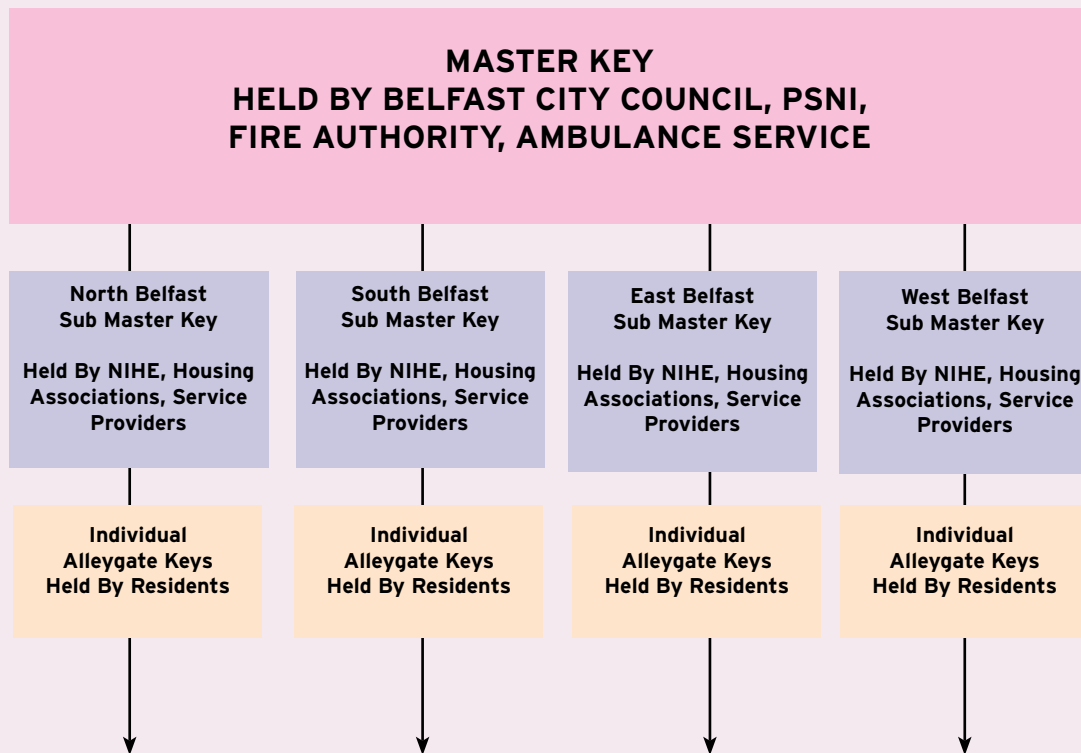 MASTER KEY
HELD BY BELFAST CITY COUNCIL, PSNI,
FIRE AUTHORITY, AMBULANCE SERVICE
North Belfast
Sub Master Key
Held By NIHE, Housing
Associations, Service
Providers
South Belfast
Sub Master Key
Held By NIHE, Housing
Associations, Service
Providers
East Belfast
Sub Master Key
Held By NIHE, Housing
Associations, Service
Providers
West Belfast
Sub Master Key
Held By NIHE, Housing
Associations, Service
Providers
Individual
Alleygate Keys
Held By Residents
Individual
Alleygate Keys
Held By Residents
Individual
Alleygate Keys
Held By Residents
Individual
Alleygate Keys
Held By Residents